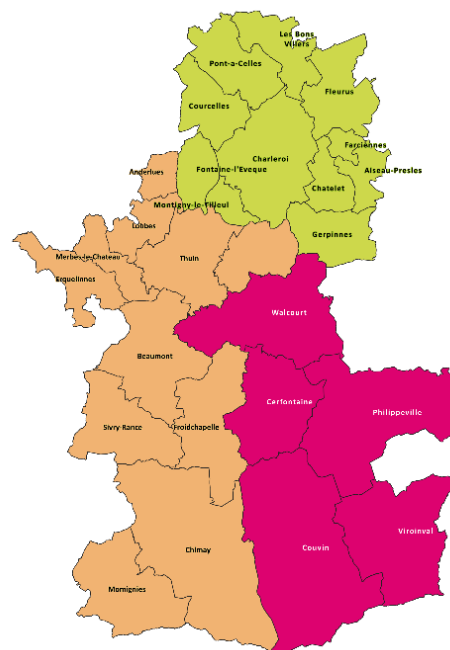 Les Bons
Villers
Pont-a-Celles
Fleurus
Courcelles
Farciennes
Charleroi
Anderlues
Fontaine-l'Eveque
Aiseau-Presles
Chatelet
Montigny-le-Tilleul
Lobbes
Gerpinnes
Merbes-le-Chateau
Thuin
Erquelinnes
Walcourt
Beaumont
Cerfontaine
Philippeville
Sivry-Rance
Froidchapelle
Viroinval
Chimay
Couvin
Momignies